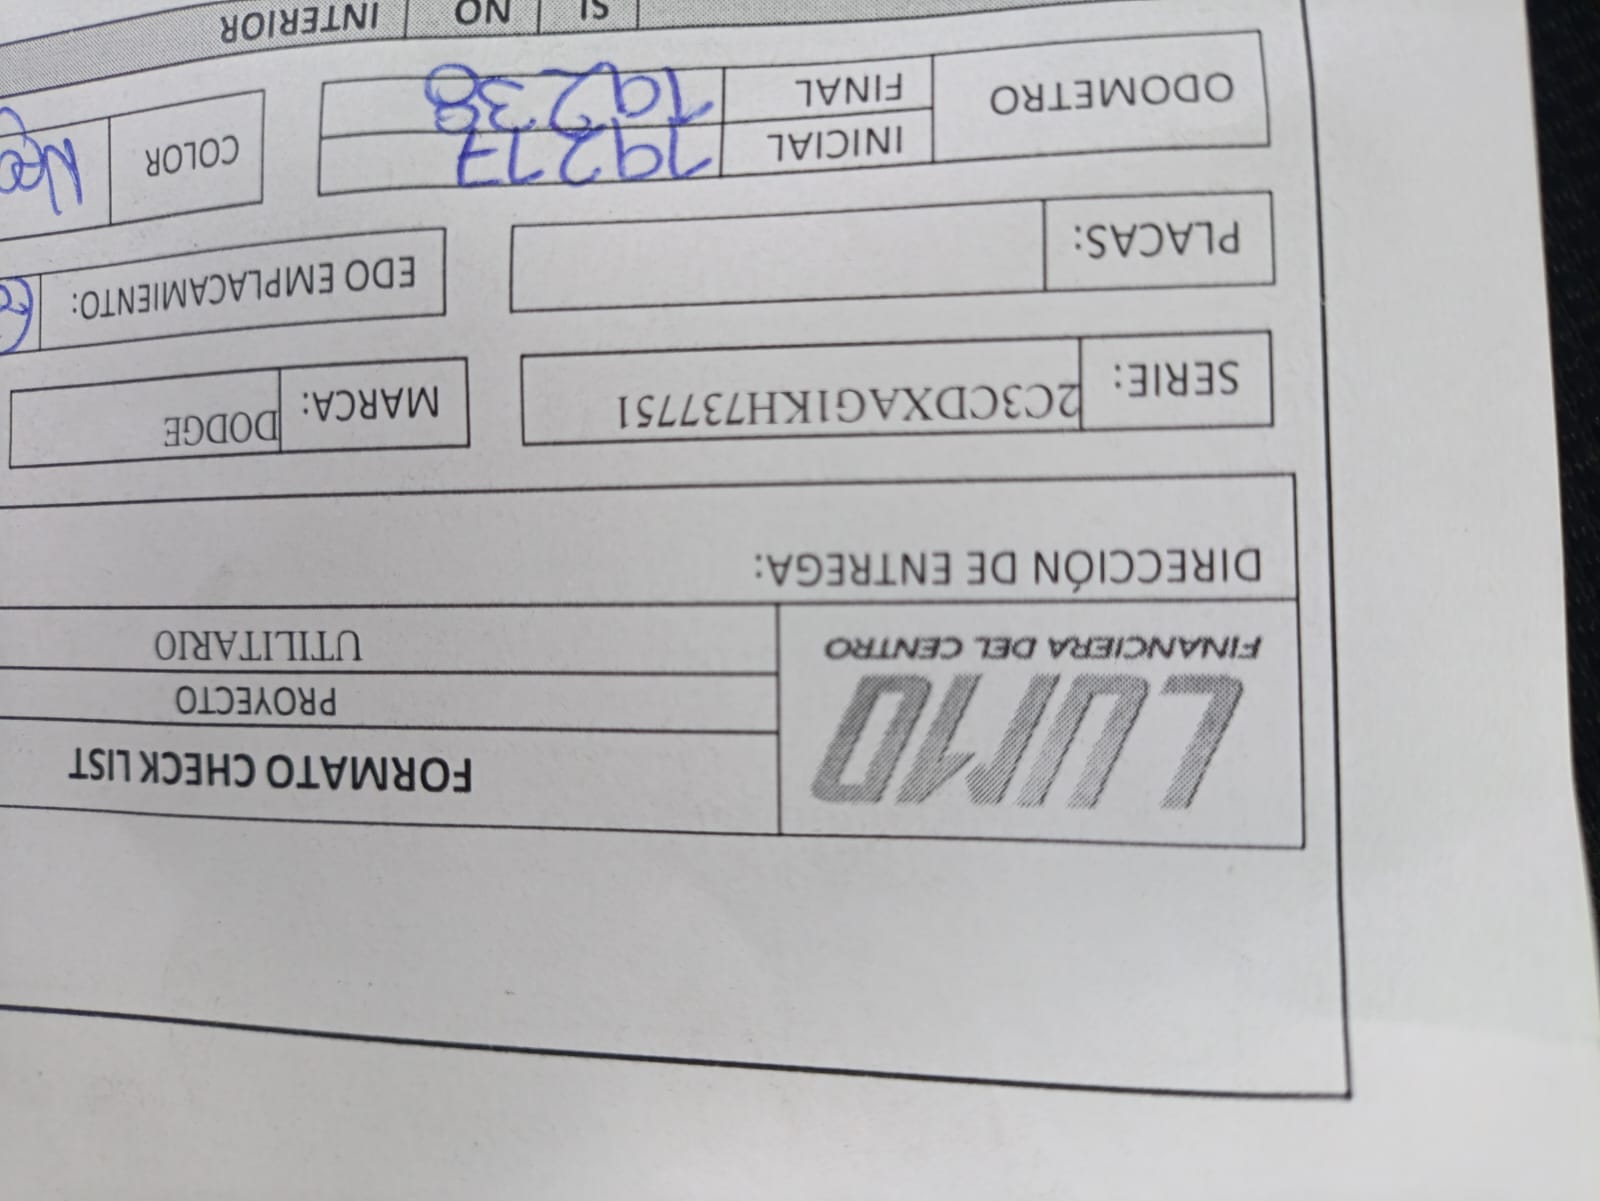 FORMATO CHECK LIST
LUMO
FINANCIERA DEL CENTRO
PROYECTO
UTILITARIO
DIRECCIÓN DE ENTREGA:
SERIE: 2C3CDXAG1KH737751 MARCA: DODGE
PLACAS: EDO EMPLACAMIENTO:
ODOMETRO INICIAL 19217 COLOR
FINAL 19238
SI NO INTERIOR